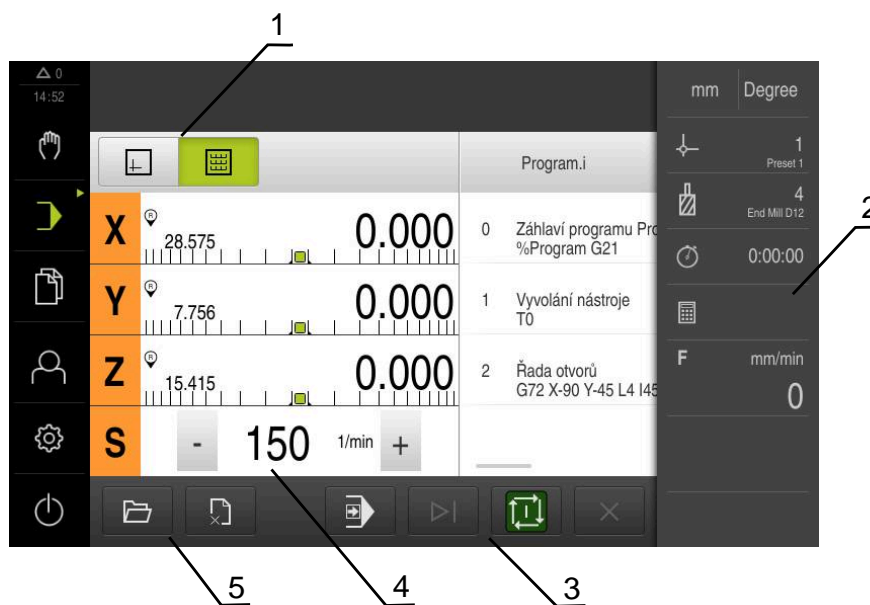 1
0
14:52
mm Degree
1
Preset 1
4
End Mill D12
2
0:00:00
F mm/min
0
Program.i
X R 28.575 0.000
Y R 7.756 0.000
Z R 15.415 0.000
S - 150 1/min +
0 Záhlaví programu Pro
%Program G21
1 Vyvolání nástroje
T0
2 Řada otvorů
G72 X-90 Y-45 L4 I45
5 4 3